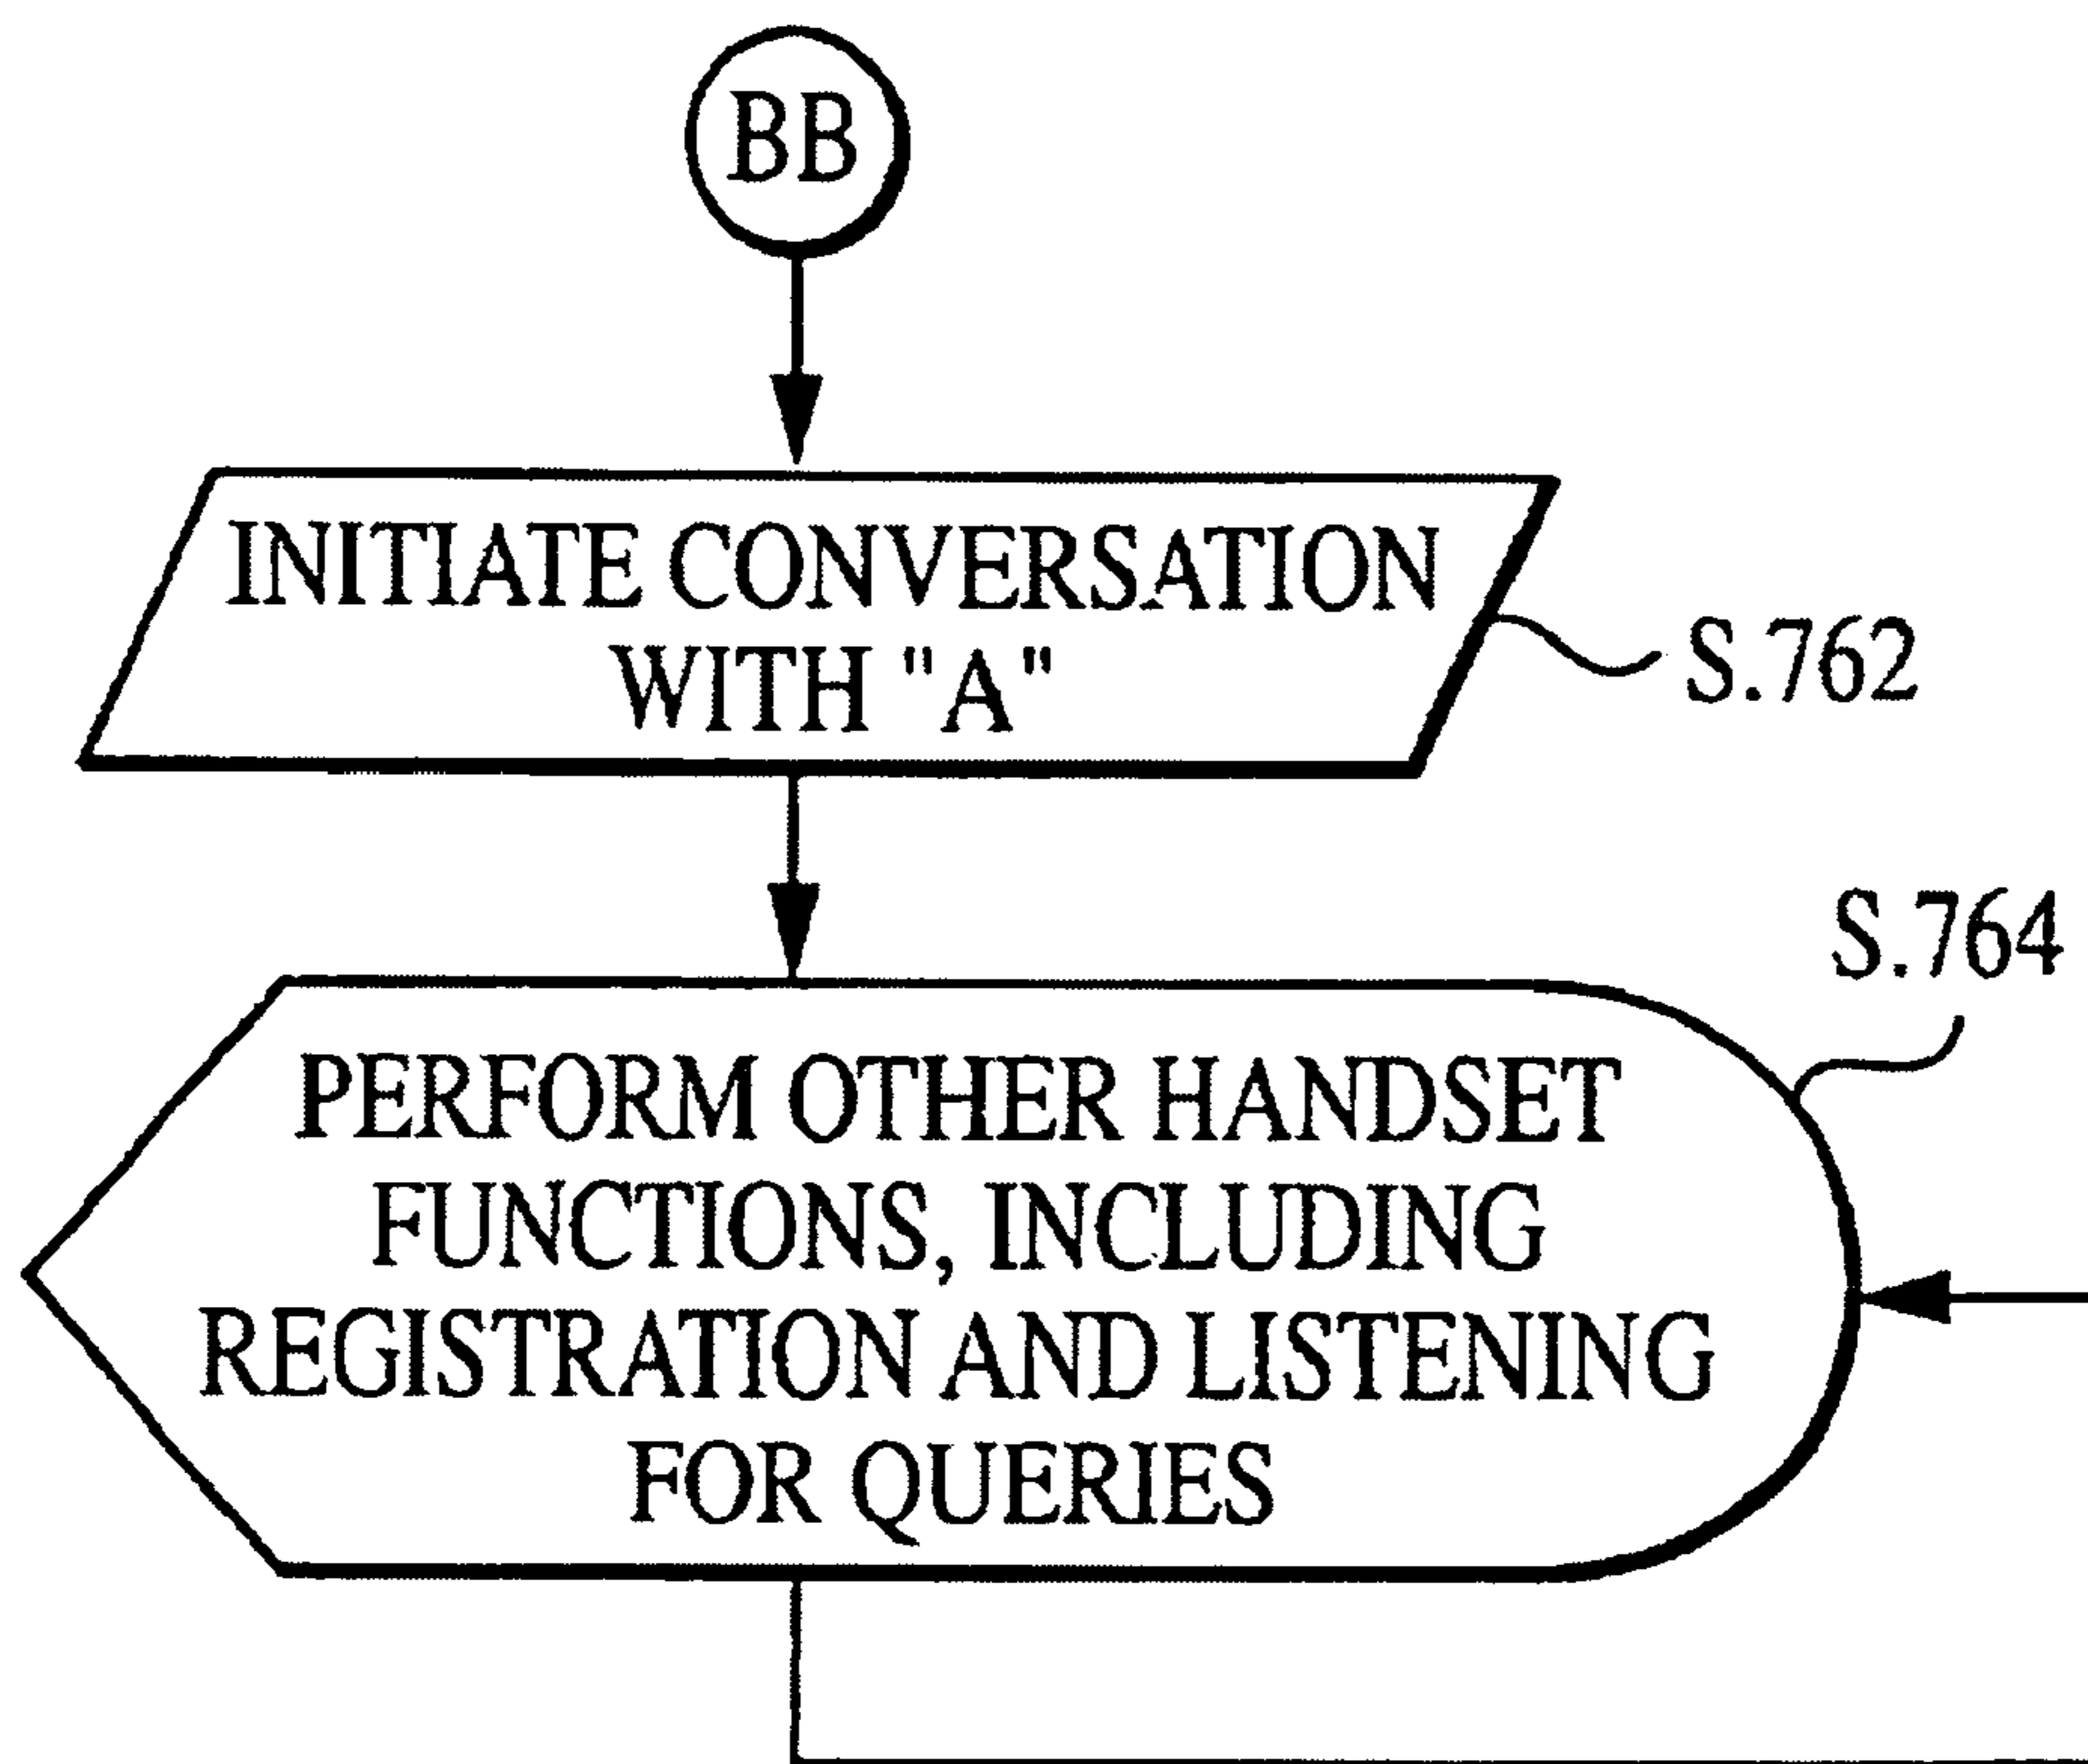 BB
INITIATE CONVERSATION
WITH "A"
S.762
S.764
PERFORM OTHER HANDSET
FUNCTIONS, INCLUDING
REGISTRATION AND LISTENING
FOR QUERIES